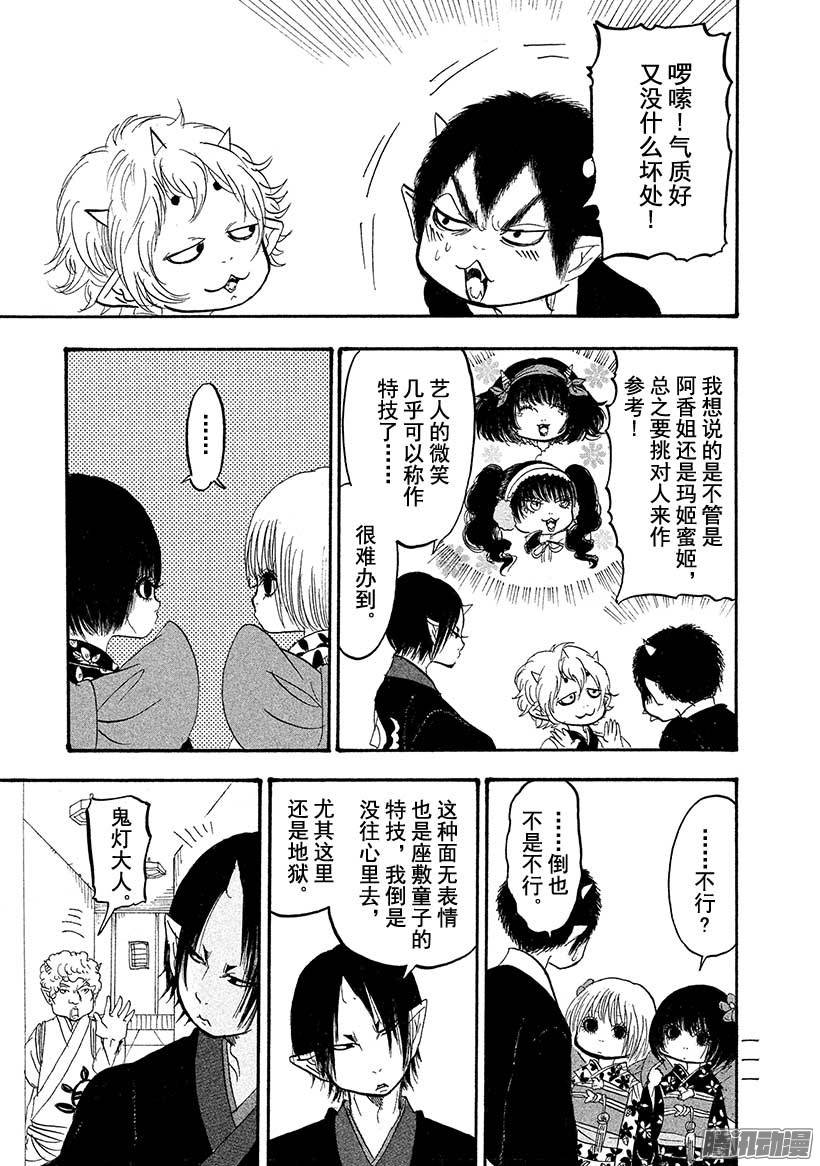 啰嗦！气质好
又没什么坏处！
我想说的是不管是
阿香姐还是玛姬蜜姬，
总之要挑对人来作
参考！
艺人的微笑
几乎可以称作
特技了……
很难办到。
……
……不行？
……倒也
不是不行。
这种面无表情
也是座敷童子的
特技，我倒是
没往心里去，
尤其这里
还是地狱。
鬼灯大人。
腾讯动漫